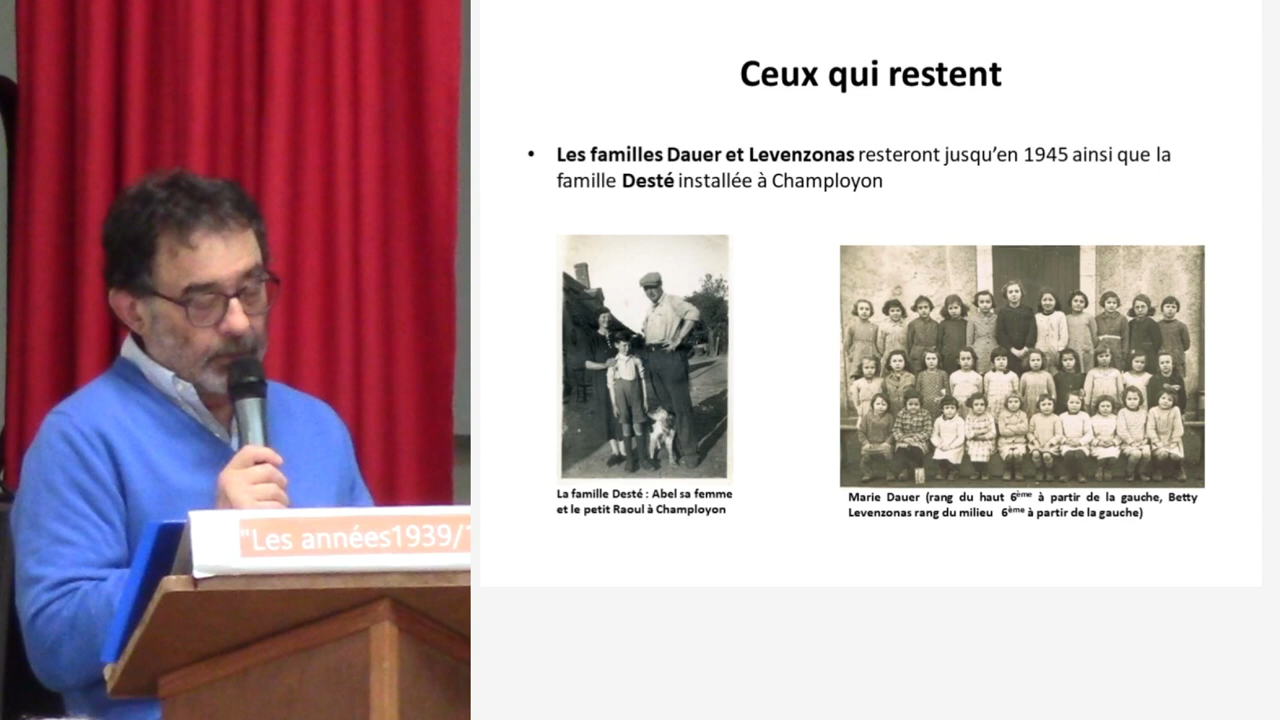 Ceux qui restent
• Les familles Dauer et Levenzonas resteront jusqu’en 1945 ainsi que la
famille Desté installée à Chamployon
La famille Desté : Abel sa femme
et le petit Raoul à Chamployon
Marie Dauer (rang du haut 6ème à partir de la gauche, Betty
Levenzonas rang du milieu 6ème à partir de la gauche)
"Les années1939/